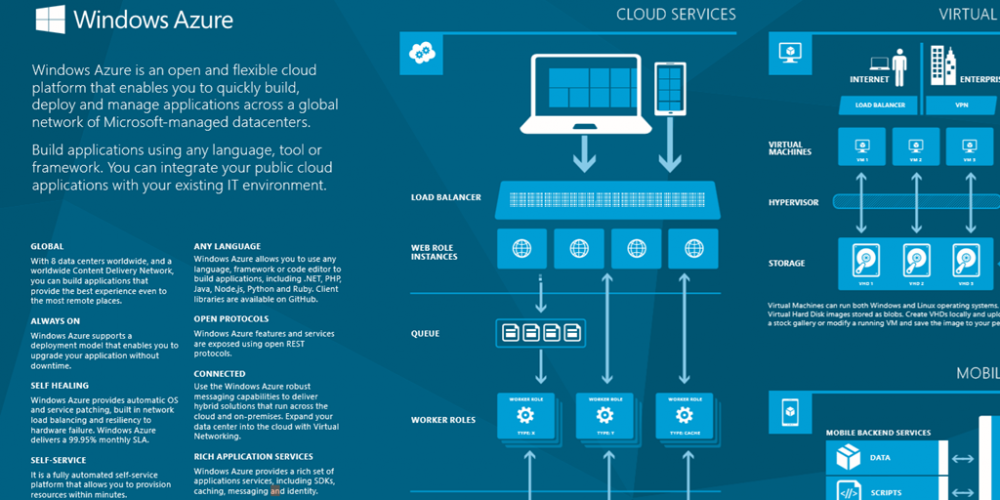 Windows Azure
Windows Azure is an open and flexible cloud
platform that enables you to quickly build,
deploy and manage applications across a global
network of Microsoft-managed datacenters.
Build applications using any language, tool or
framework. You can integrate your public cloud
applications with your existing IT environment.
GLOBAL
With 8 data centers worldwide, and a
worldwide Content Delivery Network,
you can build applications that
provide the best experience even to
the most remote places.
ALWAYS ON
Windows Azure supports a
deployment model that enables you to
upgrade your application without
downtime.
SELF HEALING
Windows Azure provides automatic OS
and service patching, built in network
load balancing and resiliency to
hardware failure. Windows Azure
delivers a 99.95% monthly SLA.
SELF-SERVICE
It is a fully automated self-service
platform that allows you to provision
resources within minutes.
ANY LANGUAGE
Windows Azure allows you to use any
language, framework or code editor to
build applications, including .NET, PHP,
Java, Node.js, Python and Ruby. Client
libraries are available on GitHub.
OPEN PROTOCOLS
Windows Azure features and services
are exposed using open REST
protocols.
CONNECTED
Use the Windows Azure robust
messaging capabilities to deliver
hybrid solutions that run across the
cloud and on-premises. Expand your
data center into the cloud with Virtual
Networking.
RICH APPLICATION SERVICES
Windows Azure provides a rich set of
applications services, including SDKs,
caching, messaging and identity.
CLOUD SERVICES
LOAD BALANCER
WEB ROLE
INSTANCES
QUEUE
WORKER ROLES
WORKER ROLE
TYPE: X
WORKER ROLE
TYPE: Y
WORKER ROLE
TYPE: CACHE
VIRTUAL
INTERNET
ENTERPRIS
LOAD BALANCER
VPN
VIRTUAL
MACHINES
VM 1
VM 2
VM 3
HYPERVISOR
STORAGE
VHD 1
VHD 2
VHD 3
Virtual Machines can run both Windows and Linux operating systems.
Virtual Hard Disk images stored as blobs. Create VHDs locally and uplo
a stock gallery or modify a running VM and save the image to your pe
MOBIL
MOBILE BACKEND SERVICES
DATA
SCRIPTS